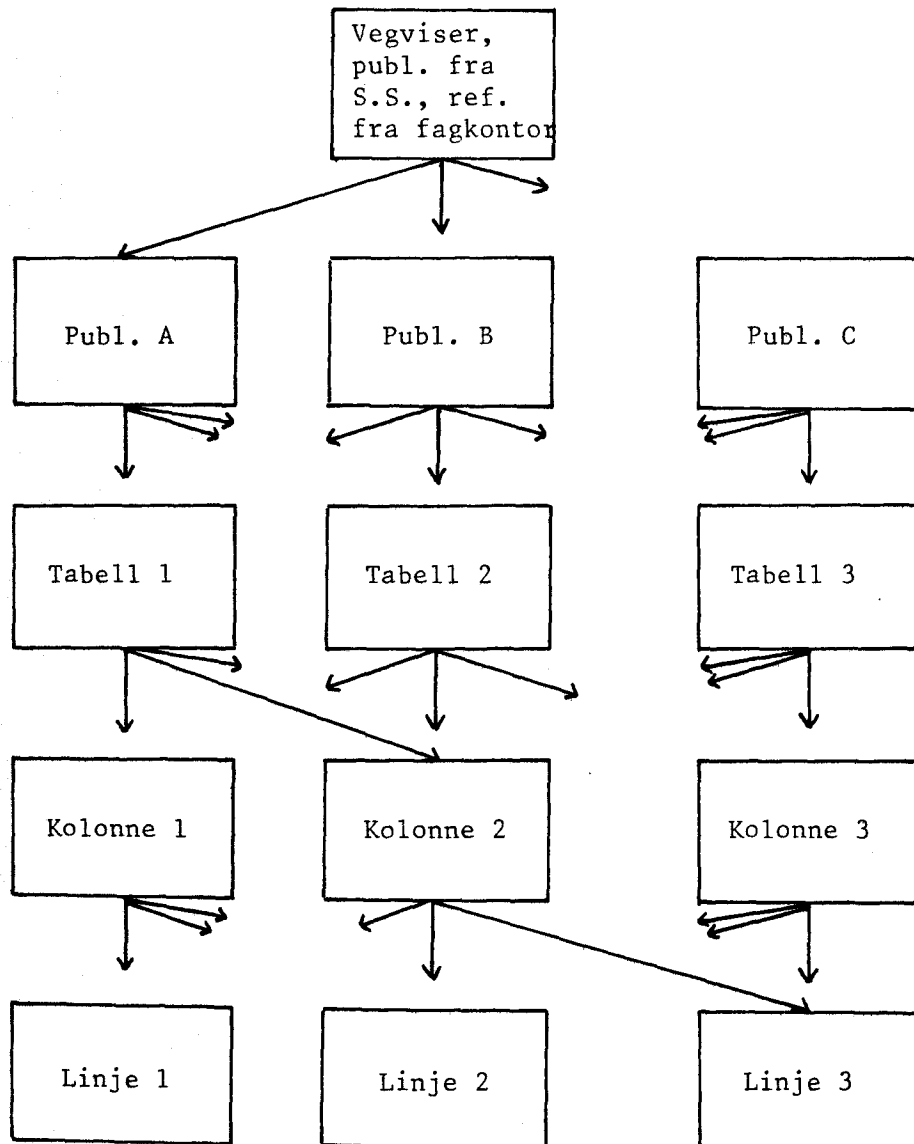 Vegviser,
publ. fra
S.S., ref.
fra fagkontor
Publ. A
Publ. B
Publ. C
Tabell 1
Tabell 2
Tabell 3
Kolonne 1
Kolonne 2
Kolonne 3
Linje 1
Linje 2
Linje 3